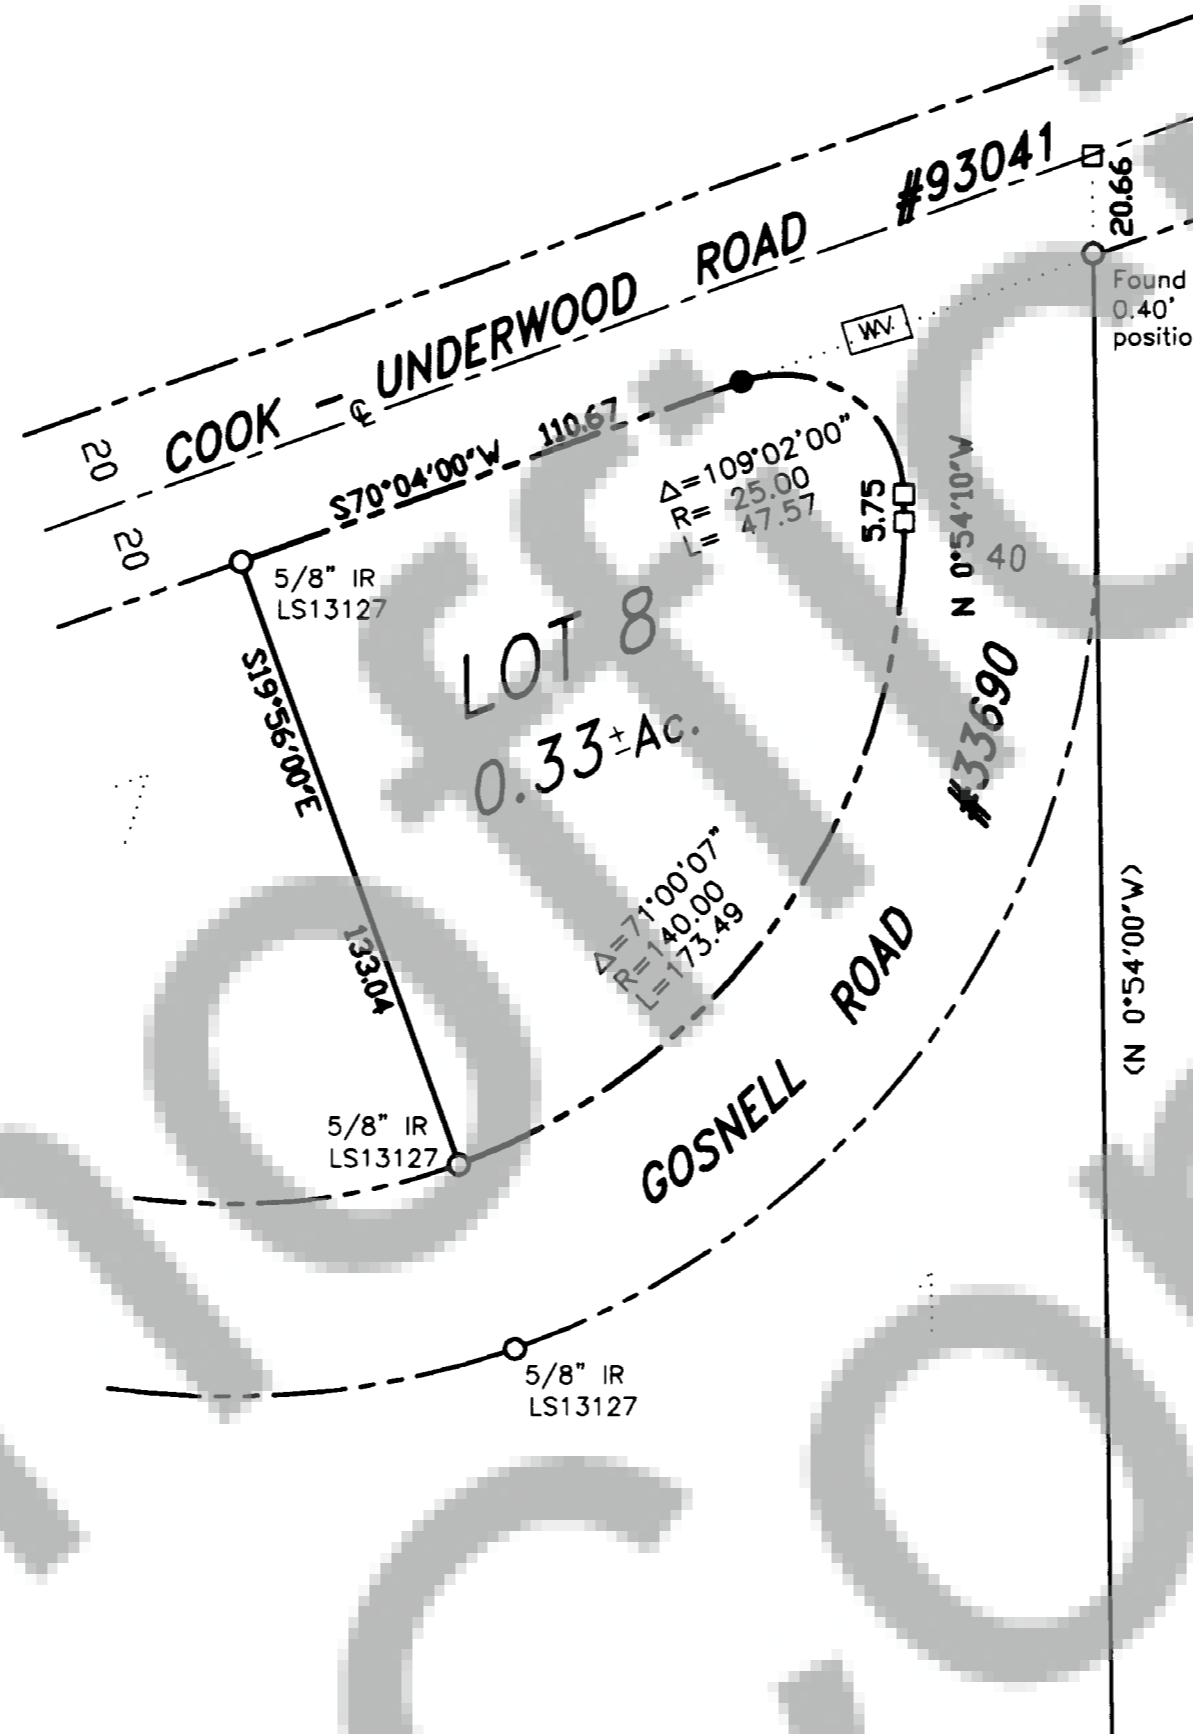 COOK - UNDERWOOD ROAD #93041
℄
20
20
20.66
Found
0.40'
positio
WV
S70°04'00"W 110.67
Δ=109°02'00"
R= 25.00
L= 47.57
5.75
N 0°54'10"W
40
5/8" IR
LS13127
LOT 8
0.33±Ac.
S19°56'00"E
133.04
#33690
Δ=71°00'07"
R=140.00
L=173.49
GOSNELL ROAD
(N 0°54'00"W)
5/8" IR
LS13127
5/8" IR
LS13127